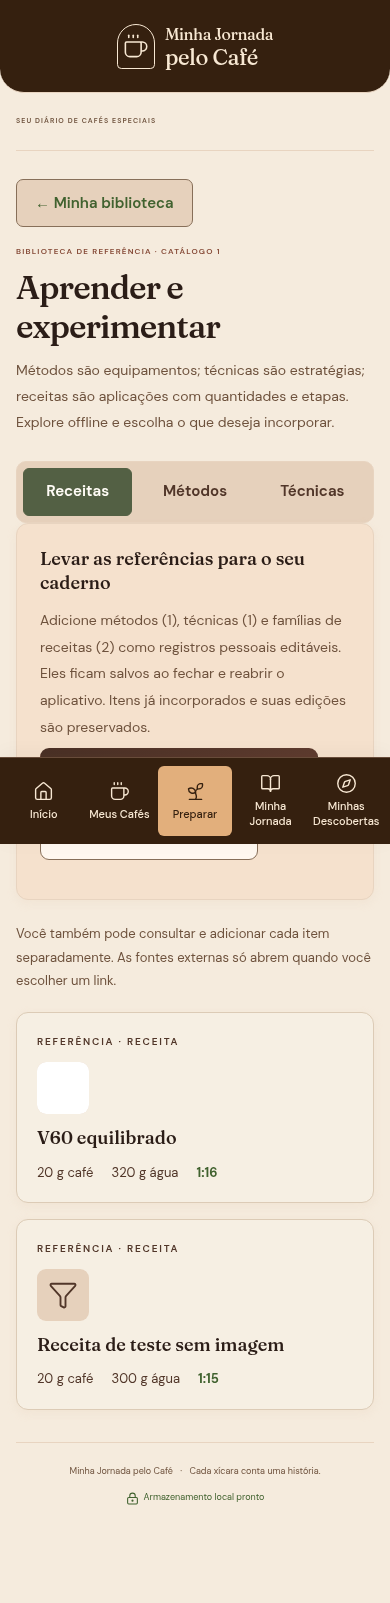 Minha Jornada
pelo Café
SEU DIÁRIO DE CAFÉS ESPECIAIS
← Minha biblioteca
BIBLIOTECA DE REFERÊNCIA · CATÁLOGO 1
Aprender e
experimentar
Métodos são equipamentos; técnicas são estratégias;
receitas são aplicações com quantidades e etapas.
Explore offline e escolha o que deseja incorporar.
Receitas Métodos Técnicas
Levar as referências para o seu
caderno
Adicione métodos (1), técnicas (1) e famílias de
receitas (2) como registros pessoais editáveis.
Eles ficam salvos ao fechar e reabrir o
aplicativo. Itens já incorporados e suas edições
são preservados.
Início Meus Cafés Preparar Minha Jornada Minhas Descobertas
Você também pode consultar e adicionar cada item
separadamente. As fontes externas só abrem quando você
escolher um link.
REFERÊNCIA · RECEITA
V60 equilibrado
20 g café 320 g água 1:16
REFERÊNCIA · RECEITA
Receita de teste sem imagem
20 g café 300 g água 1:15
Minha Jornada pelo Café · Cada xícara conta uma história.
Armazenamento local pronto